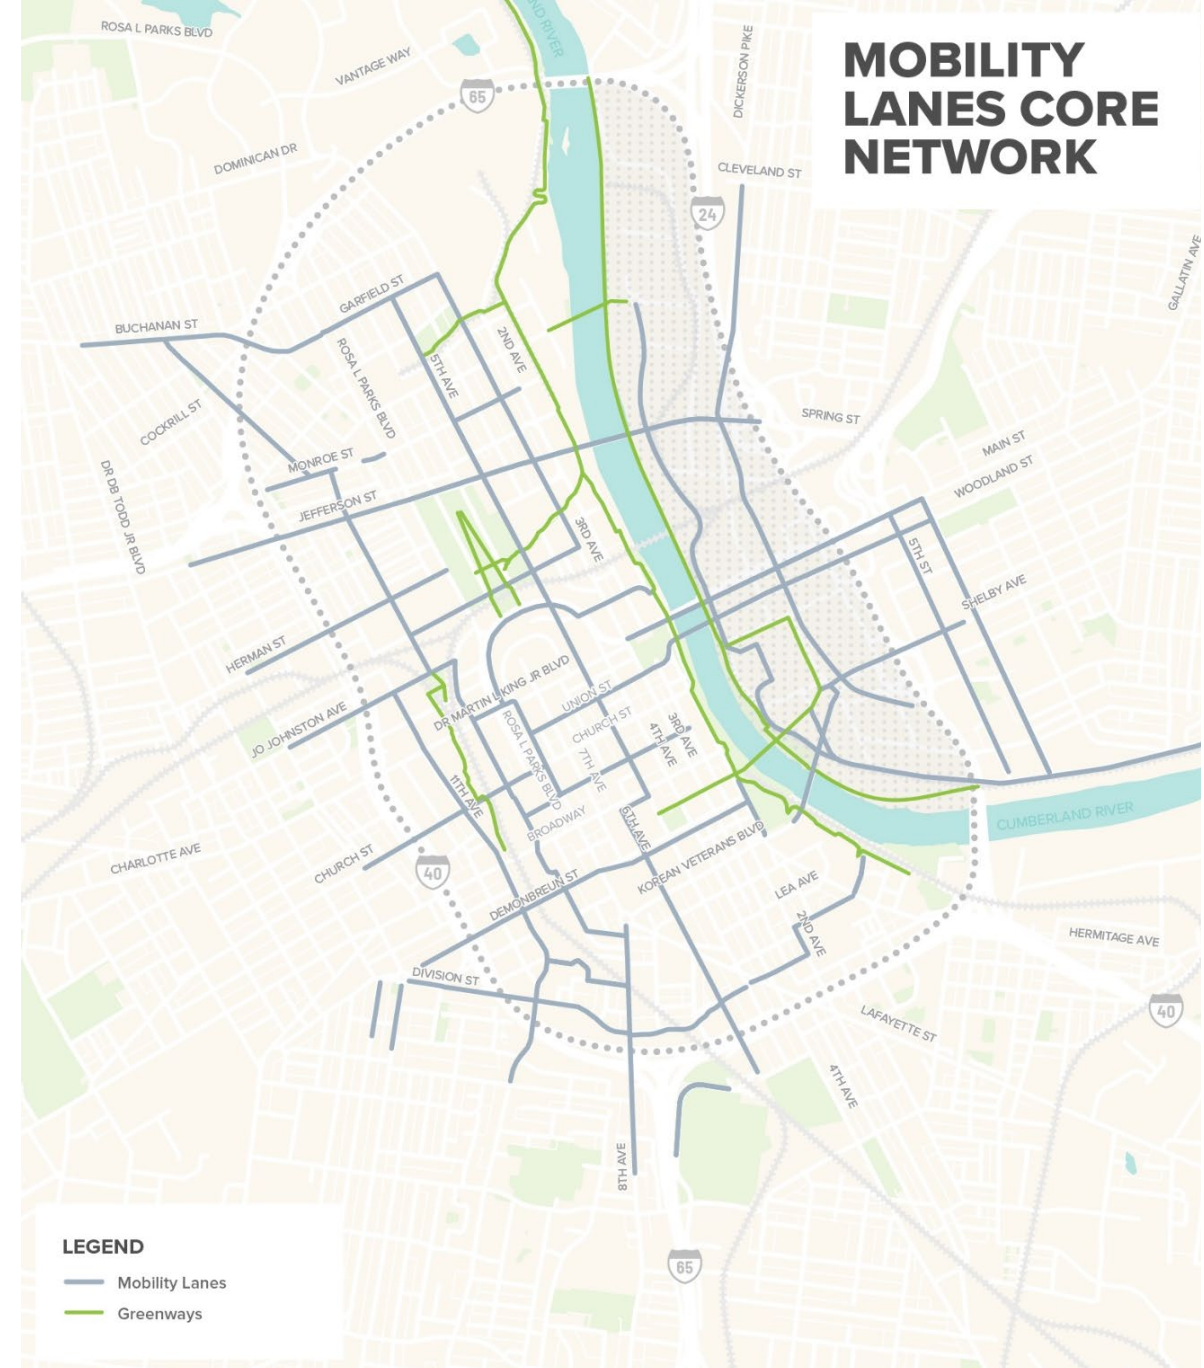 ROSA L PARKS BLVD
ND RIVER
VANTAGE WAY
65
DICKERSON PIKE
MOBILITY
LANES CORE
NETWORK
DOMINICAN DR
CLEVELAND ST
24
GALLATIN AVE
GARFIELD ST
BUCHANAN ST
2ND AVE
ROSA L PARKS BLVD
5TH AVE
COCKRILL ST
SPRING ST
MAIN ST
WOODLAND ST
MONROE ST
DR DB TODD JR BLVD
JEFFERSON ST
3RD AVE
5TH ST
SHELBY AVE
HERMAN ST
DR MARTIN L KING JR BLVD
UNION ST
JO JOHNSTON AVE
ROSA L PARKS BLVD
CHURCH ST
3RD AVE
4TH AVE
7TH AVE
11TH AVE
6TH AVE
BROADWAY
CUMBERLAND RIVER
CHARLOTTE AVE
CHURCH ST
40
KOREAN VETERANS BLVD
DEMONBREUN ST
LEA AVE
2ND AVE
HERMITAGE AVE
DIVISION ST
40
LAFAYETTE ST
4TH AVE
8TH AVE
65
LEGEND
Mobility Lanes
Greenways